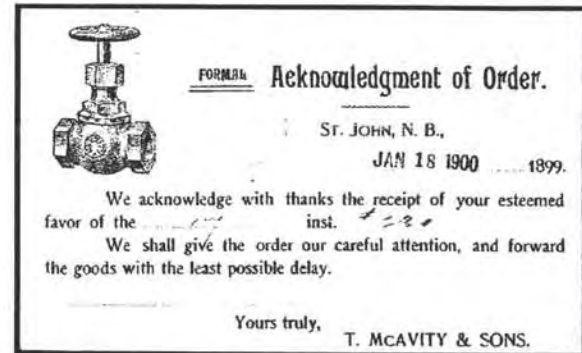 FORMAL Acknowledgment of Order.
ST. JOHN, N. B.,
JAN 18 1900 ..... 1899.
We acknowledge with thanks the receipt of your esteemed
favor of the inst.
We shall give the order our careful attention, and forward
the goods with the least possible delay.
Yours truly,
T. MCAVITY & SONS.